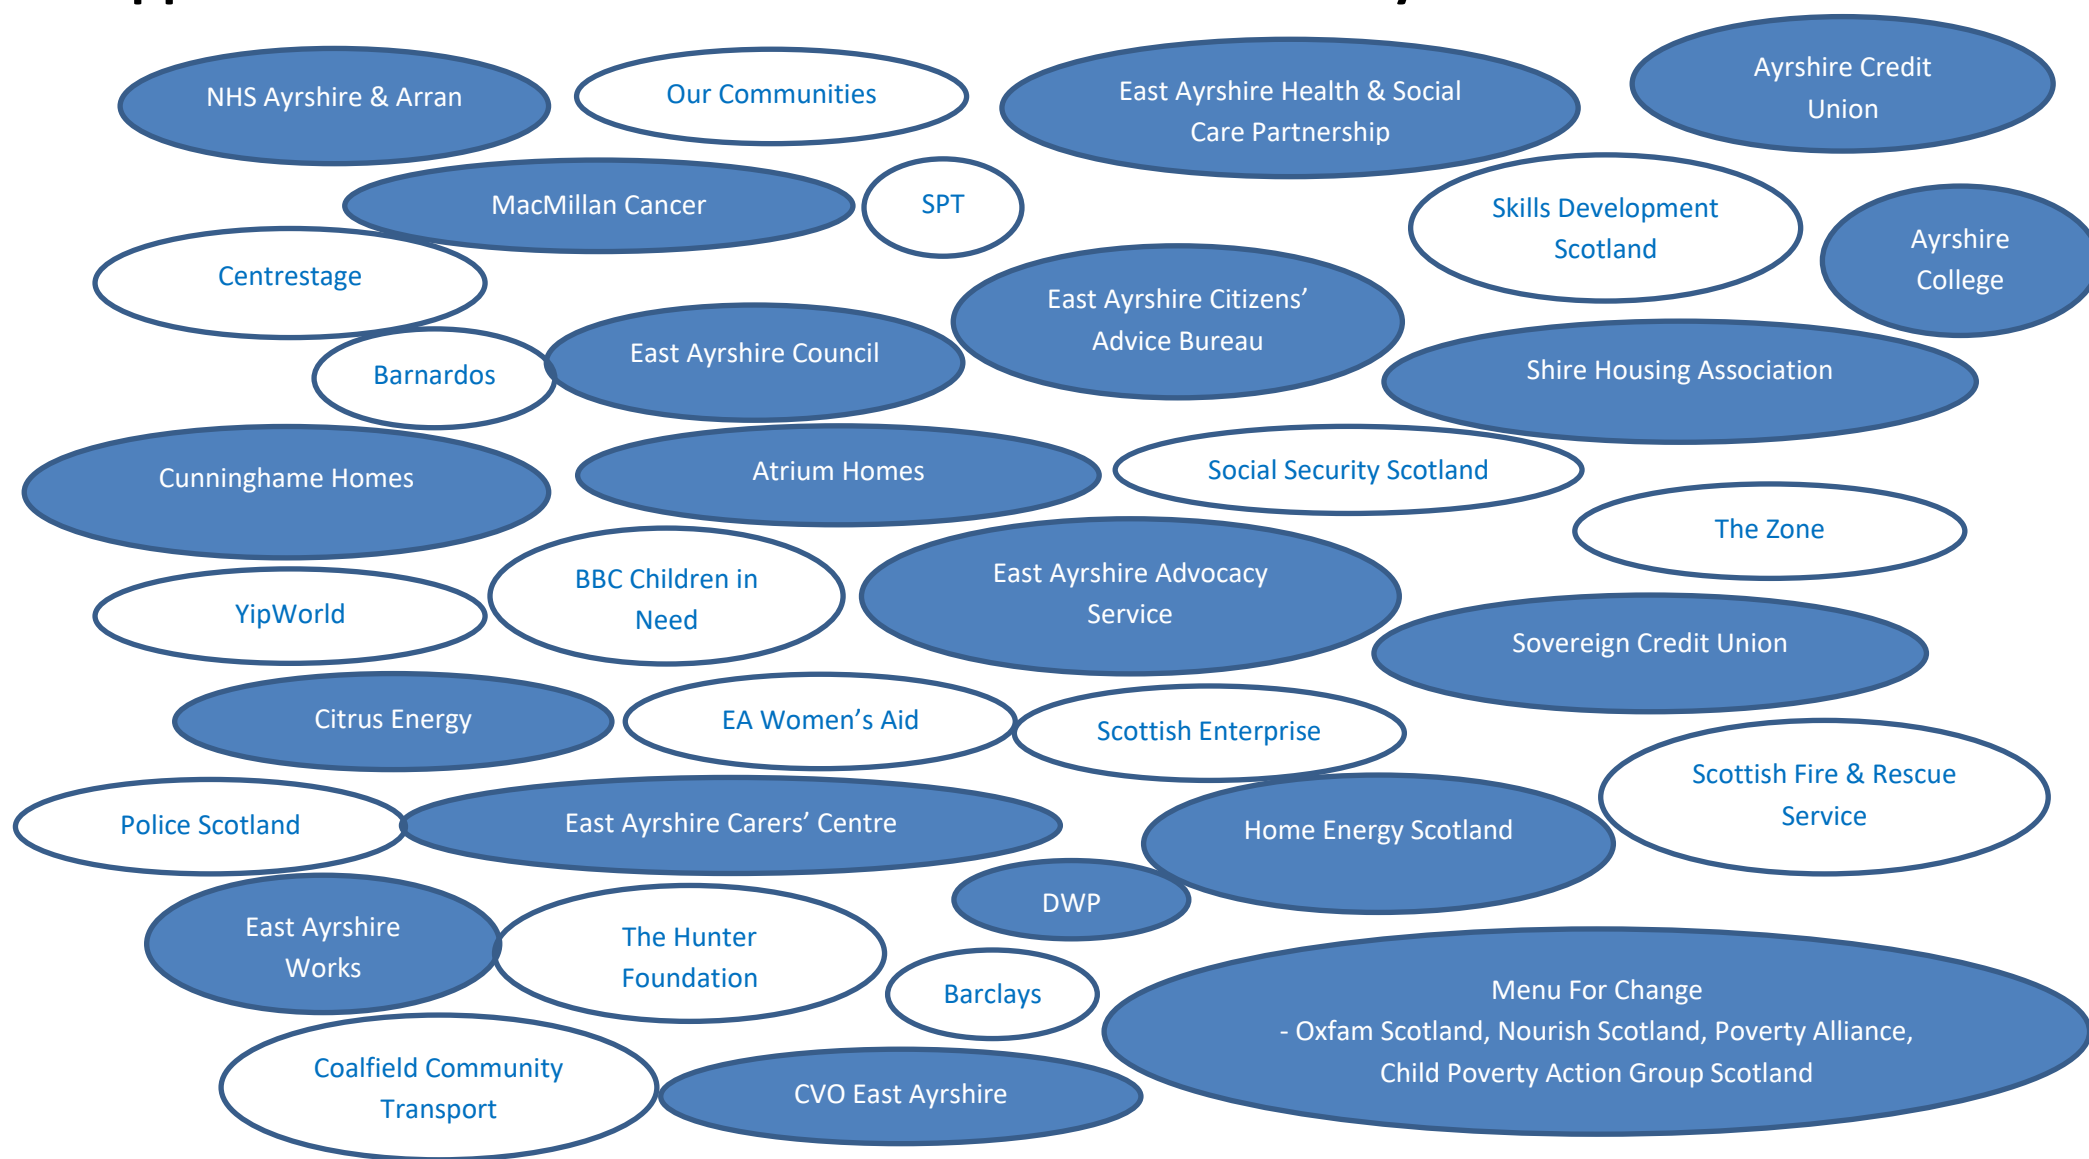 NHS Ayrshire & Arran
Our Communities
East Ayrshire Health & Social
Care Partnership
Ayrshire Credit
Union
MacMillan Cancer
SPT
Skills Development
Scotland
Ayrshire
College
Centrestage
East Ayrshire Citizens’
Advice Bureau
Barnardos
East Ayrshire Council
Shire Housing Association
Cunninghame Homes
Atrium Homes
Social Security Scotland
The Zone
YipWorld
BBC Children in
Need
East Ayrshire Advocacy
Service
Sovereign Credit Union
Citrus Energy
EA Women’s Aid
Scottish Enterprise
Scottish Fire & Rescue
Service
Police Scotland
East Ayrshire Carers’ Centre
Home Energy Scotland
DWP
East Ayrshire
Works
The Hunter
Foundation
Barclays
Menu For Change
- Oxfam Scotland, Nourish Scotland, Poverty Alliance,
Child Poverty Action Group Scotland
Coalfield Community
Transport
CVO East Ayrshire